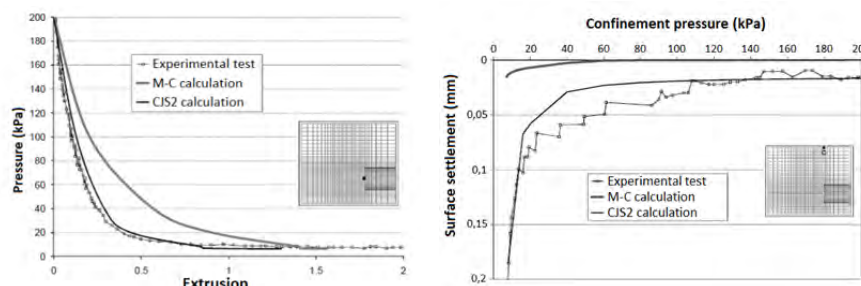 200
180
160
140
120
100
80
60
40
20
0
Pressure (kPa)
Experimental test
M-C calculation
CJS2 calculation
0 0.5 1 1.5 2
Extrusion
Confinement pressure (kPa)
0 20 40 60 80 100 120 140 160 180 200
0
0,05
0,1
0,15
0,2
Surface settlement (mm)
Experimental test
M-C calculation
CJS2 calculation